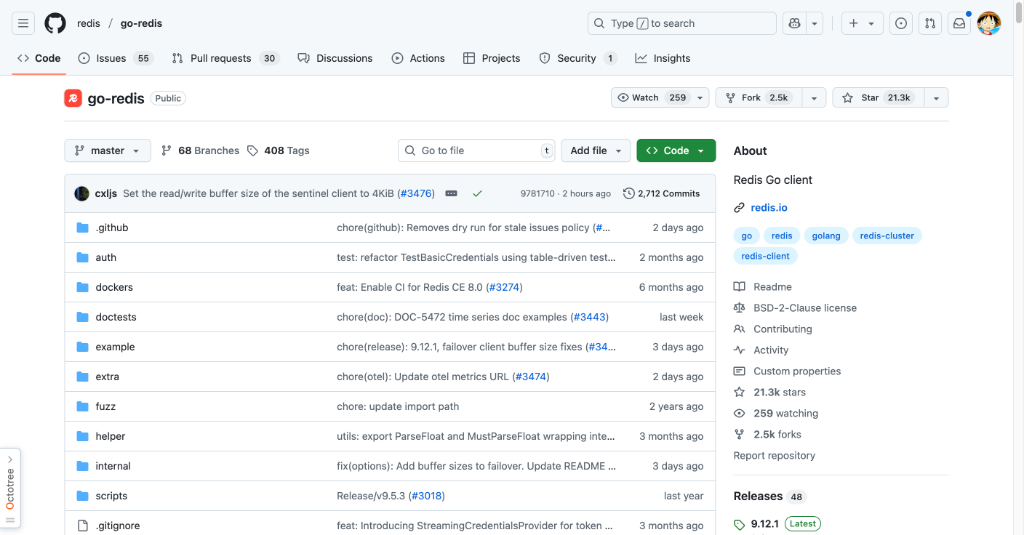 redis / go-redis
Type / to search
Code
Issues 55
Pull requests 30
Discussions
Actions
Projects
Security 1
Insights
go-redis Public
Watch 259
Fork 2.5k
Star 21.3k
master
68 Branches
408 Tags
Go to file t
Add file
Code
cxljs Set the read/write buffer size of the sentinel client to 4KiB (#3476) 9781710 · 2 hours ago 2,712 Commits
.github chore(github): Removes dry run for stale issues policy (#... 2 days ago
auth test: refactor TestBasicCredentials using table-driven test... 2 months ago
dockers feat: Enable CI for Redis CE 8.0 (#3274) 6 months ago
doctests chore(doc): DOC-5472 time series doc examples (#3443) last week
example chore(release): 9.12.1, failover client buffer size fixes (#34... 3 days ago
extra chore(otel): Update otel metrics URL (#3474) 2 days ago
fuzz chore: update import path 2 years ago
helper utils: export ParseFloat and MustParseFloat wrapping inte... 3 months ago
internal fix(options): Add buffer sizes to failover. Update README ... 3 days ago
scripts Release/v9.5.3 (#3018) last year
.gitignore feat: Introducing StreamingCredentialsProvider for token ... 3 months ago
About
Redis Go client
redis.io
go redis golang redis-cluster
redis-client
Readme
BSD-2-Clause license
Contributing
Activity
Custom properties
21.3k stars
259 watching
2.5k forks
Report repository
Releases 48
9.12.1 Latest
Octotree